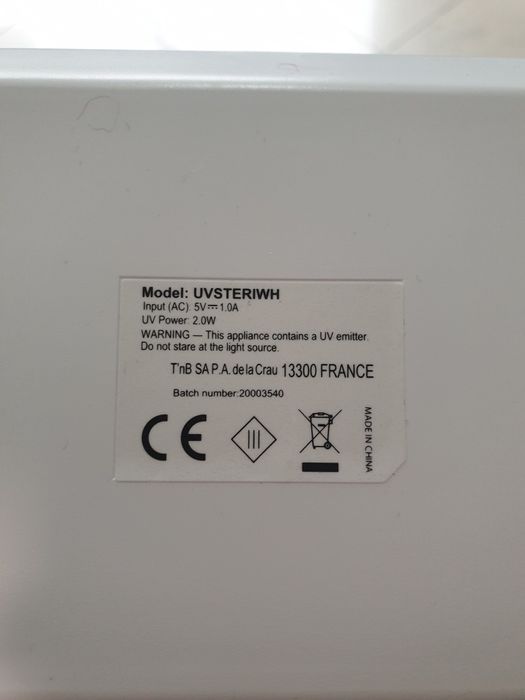 Model: UVSTERIWH
Input (AC) 5V⎓1.0A
UV Power: 2.0W
WARNING — This appliance contains a UV emitter.
Do not stare at the light source.
T'nB SA P.A. de la Crau 13300 FRANCE
Batch number:20003540
CE
III
MADE IN CHINA